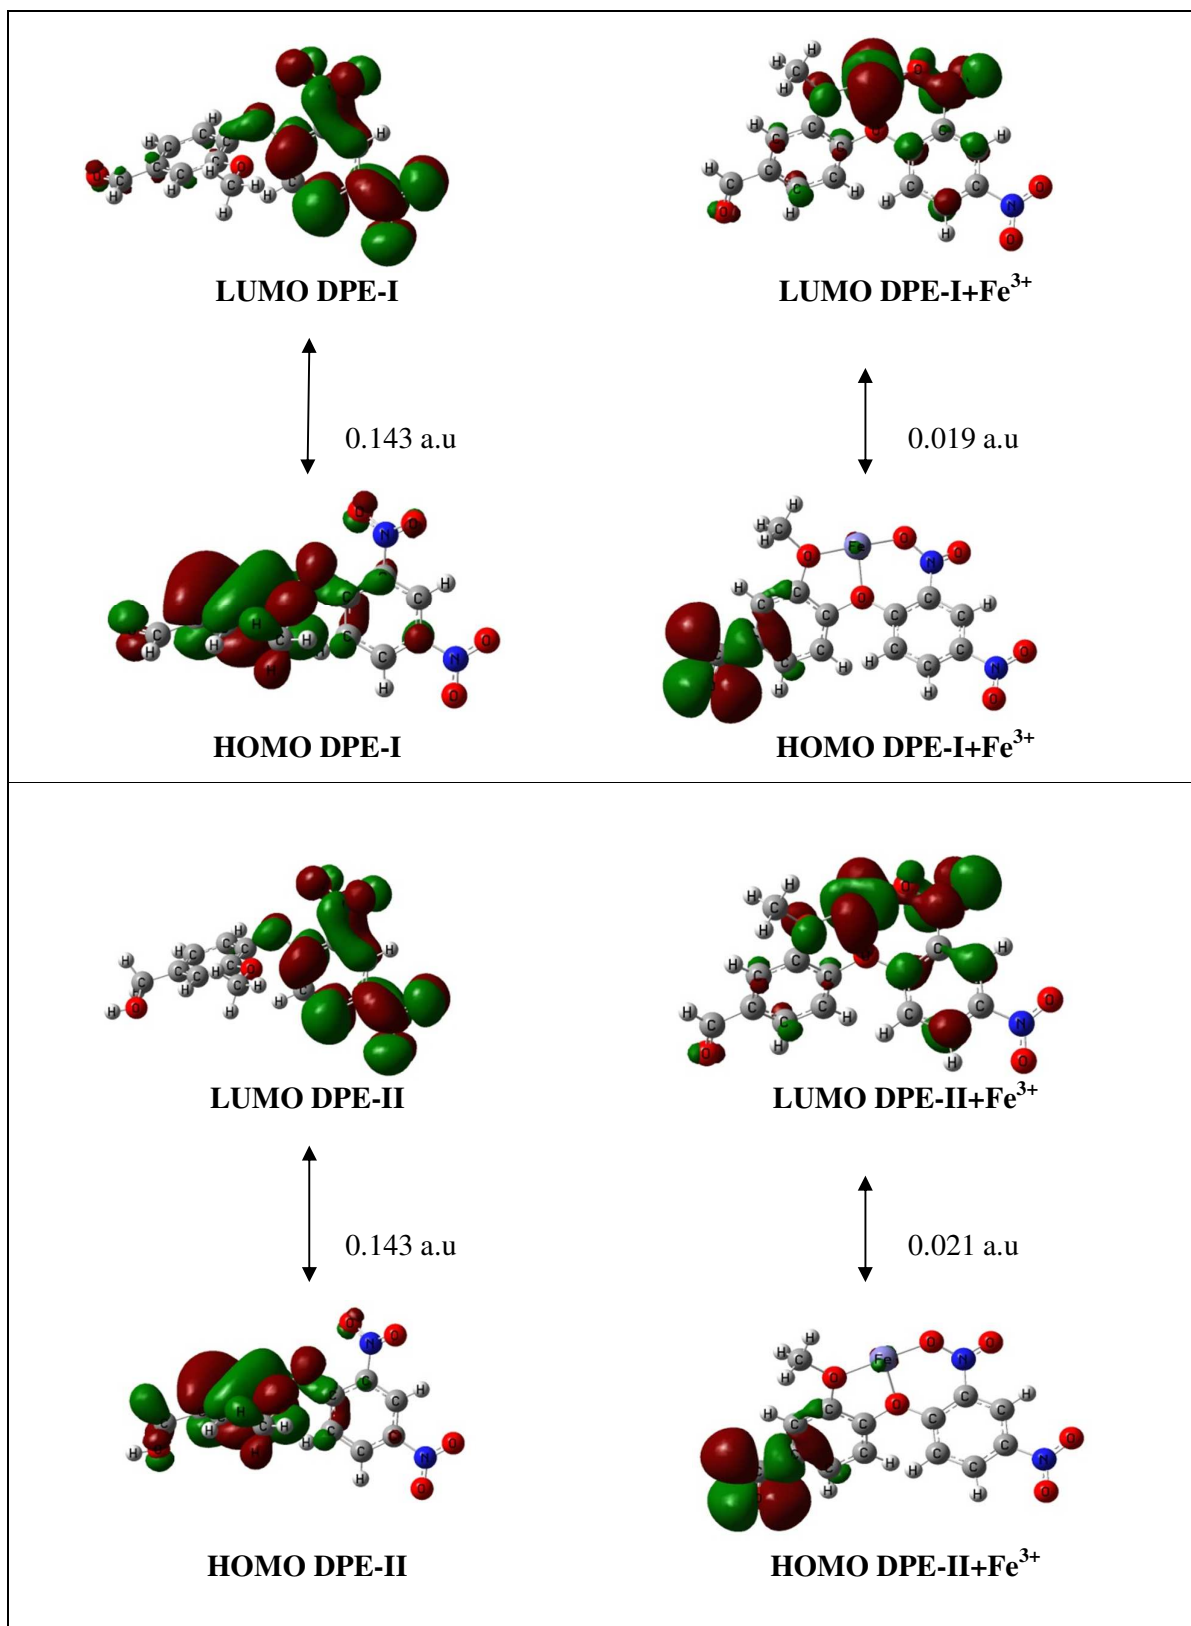 LUMO DPE-I
LUMO DPE-I+Fe³⁺
0.143 a.u
0.019 a.u
HOMO DPE-I
HOMO DPE-I+Fe³⁺
LUMO DPE-II
LUMO DPE-II+Fe³⁺
0.143 a.u
0.021 a.u
HOMO DPE-II
HOMO DPE-II+Fe³⁺